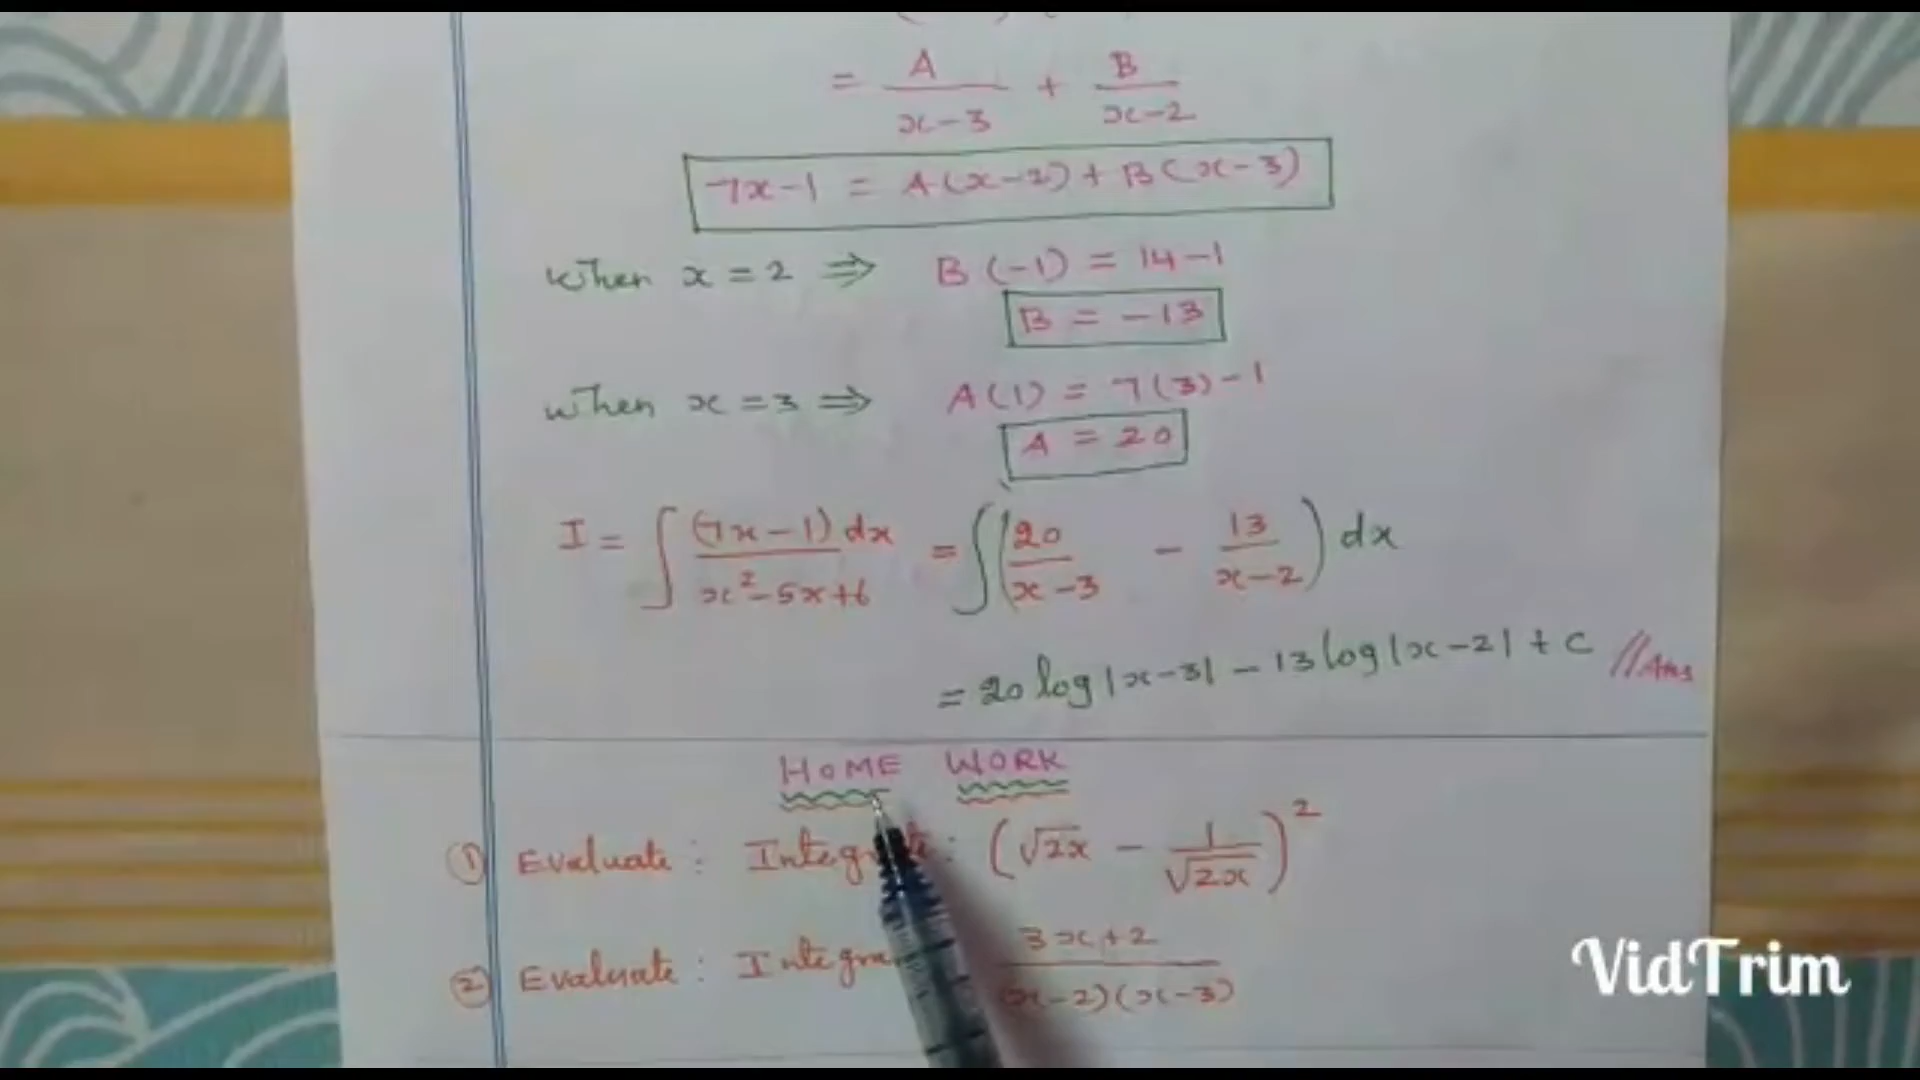 = A/(x-3) + B/(x-2)
7x-1 = A(x-2) + B(x-3)
When x = 2 ⇒ B(-1) = 14-1
B = -13
When x = 3 ⇒ A(1) = 7(3)-1
A = 20
I = ∫ (7x-1)dx/(x²-5x+6) = ∫(20/(x-3) - 13/(x-2)) dx
= 20 log|x-3| - 13 log|x-2| + C // Ans
HOME WORK
① Evaluate : Integrate : (√2x - 1/√2x)²
② Evaluate : 3x+2
x-2)(x-3)
VidTrim